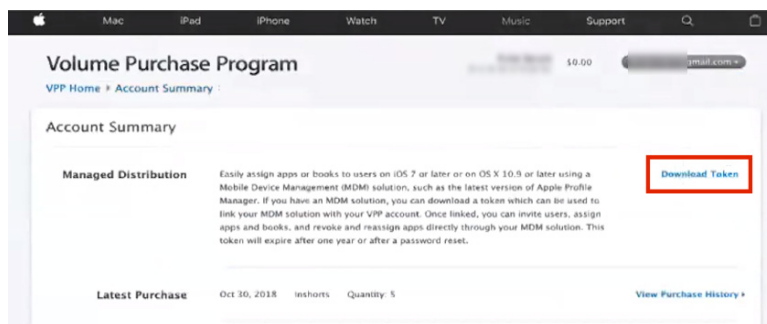 Mac iPad iPhone Watch TV Music Support
Volume Purchase Program
$0.00 gmail.com
VPP Home Account Summary
Account Summary
Managed Distribution
Easily assign apps or books to users on iOS 7 or later or on OS X 10.9 or later using a
Mobile Device Management (MDM) solution, such as the latest version of Apple Profile
Manager. If you have an MDM solution, you can download a token which can be used to
link your MDM solution with your VPP account. Once linked, you can invite users, assign
apps and books, and revoke and reassign apps directly through your MDM solution. This
token will expire after one year or after a password reset.
Download Token
Latest Purchase Oct 30, 2018 Inshorts Quantity: 5 View Purchase History